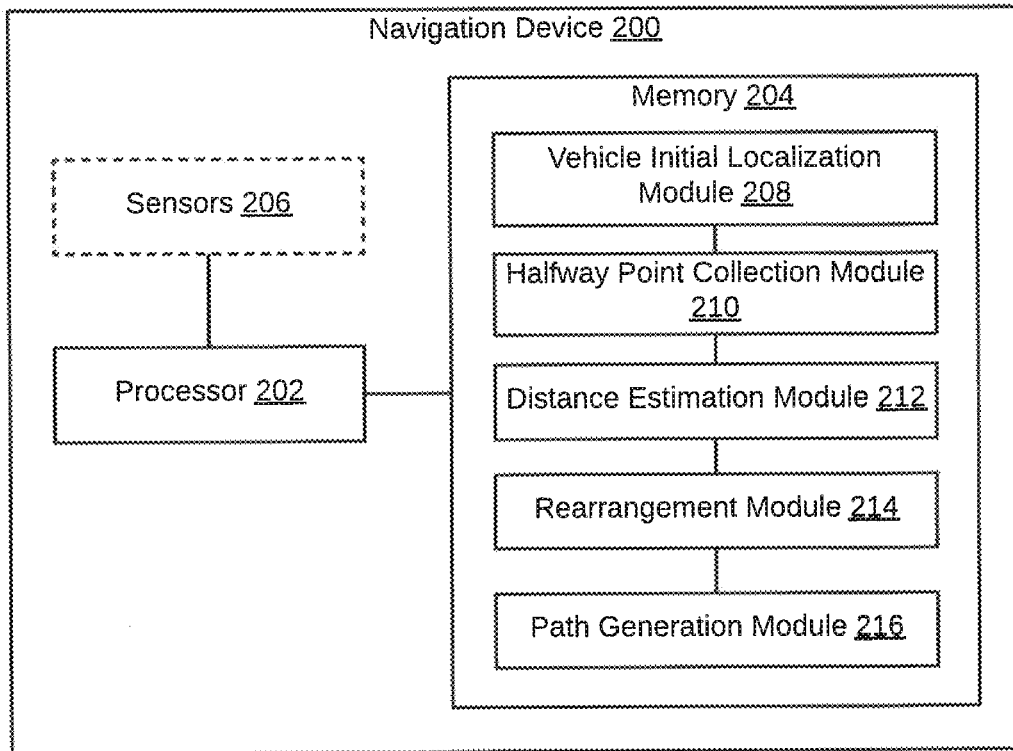 Navigation Device 200
Memory 204
Vehicle Initial Localization
Module 208
Sensors 206
Halfway Point Collection Module
210
Processor 202
Distance Estimation Module 212
Rearrangement Module 214
Path Generation Module 216